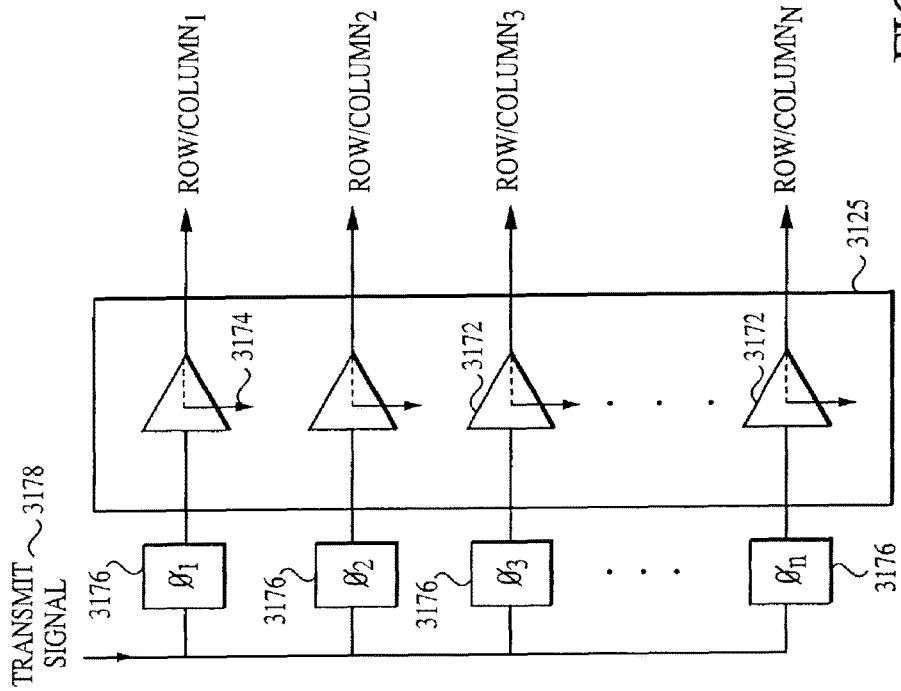 TRANSMIT
SIGNAL
3178
3176
Ø1
3174
ROW/COLUMN1
3176
Ø2
ROW/COLUMN2
3176
Ø3
3172
ROW/COLUMN3
Øn
3176
3172
ROW/COLUMNN
3125